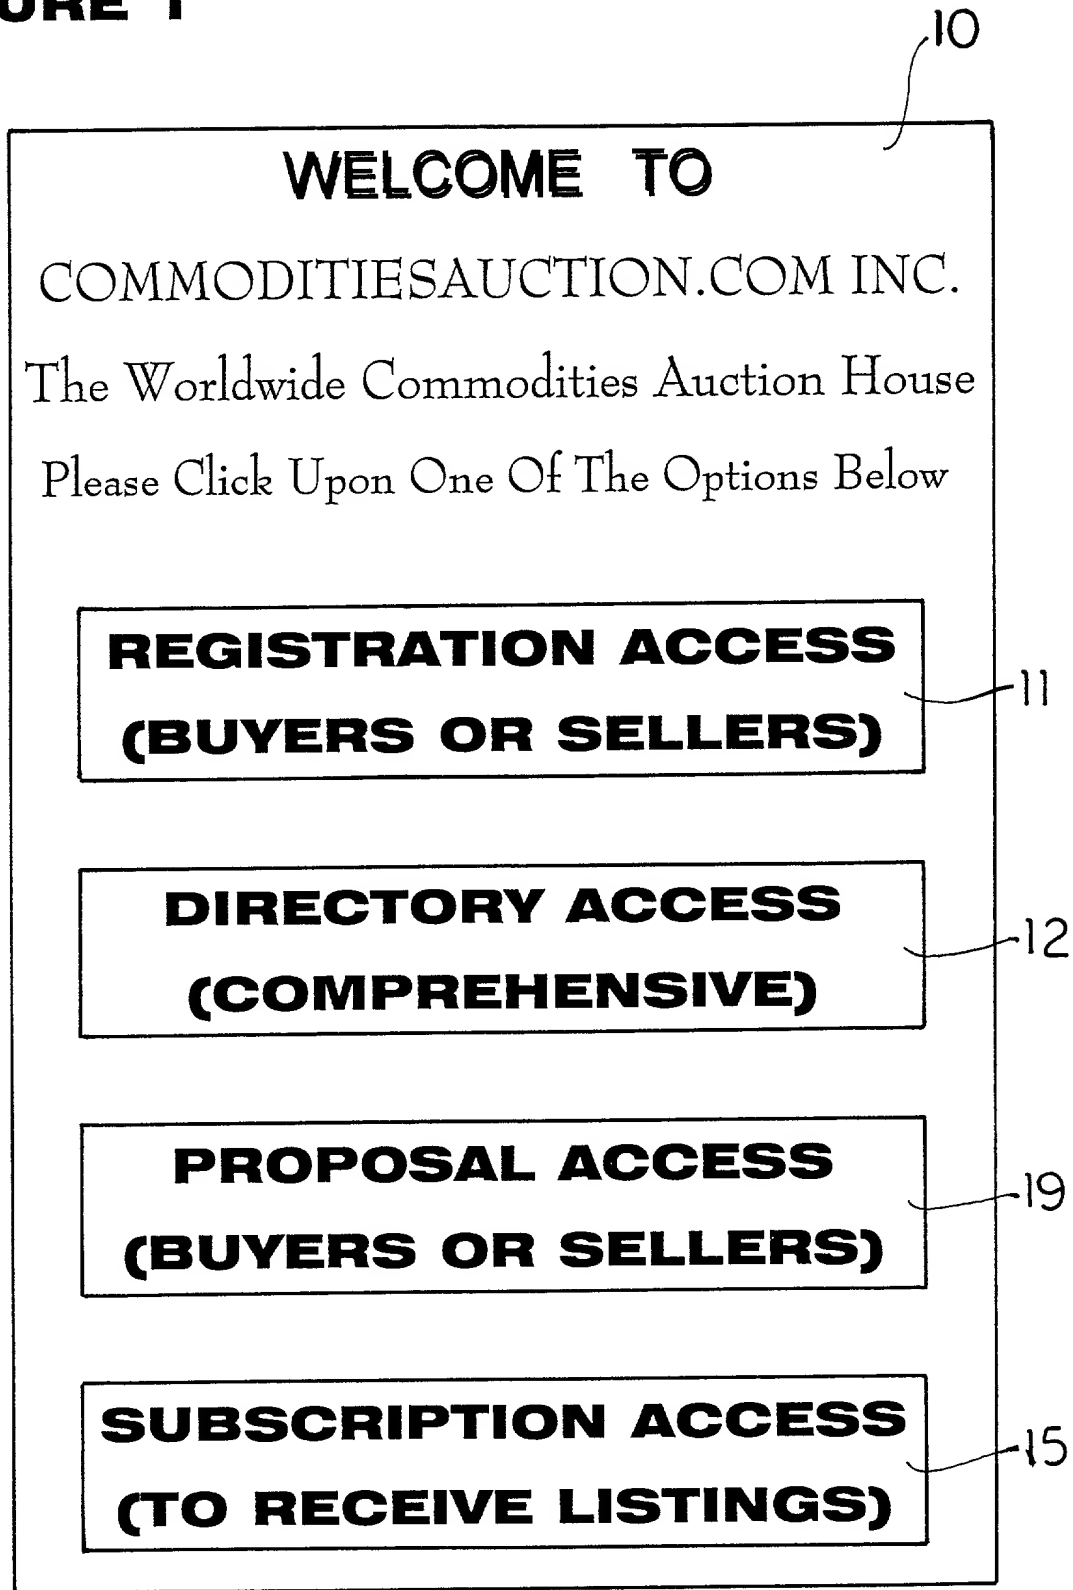 URE 1
10
WELCOME TO
COMMODITIESAUCTION.COM INC.
The Worldwide Commodities Auction House
Please Click Upon One Of The Options Below
REGISTRATION ACCESS
(BUYERS OR SELLERS)
11
DIRECTORY ACCESS
(COMPREHENSIVE)
12
PROPOSAL ACCESS
(BUYERS OR SELLERS)
19
SUBSCRIPTION ACCESS
(TO RECEIVE LISTINGS)
15